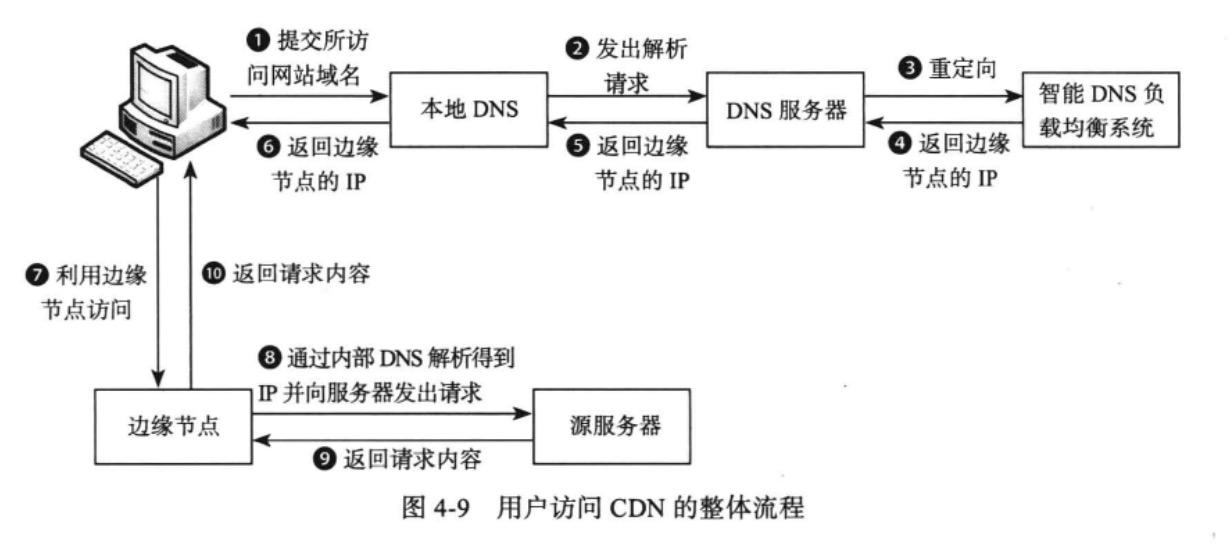 ❶ 提交所访
问网站域名
❷ 发出解析
请求
❸ 重定向
本地 DNS
DNS 服务器
智能 DNS 负
载均衡系统
❻ 返回边缘
节点的 IP
❺ 返回边缘
节点的 IP
❹ 返回边缘
节点的 IP
❼ 利用边缘
节点访问
❿ 返回请求内容
❽ 通过内部 DNS 解析得到
IP 并向服务器发出请求
边缘节点
源服务器
❾ 返回请求内容
图 4-9 用户访问 CDN 的整体流程